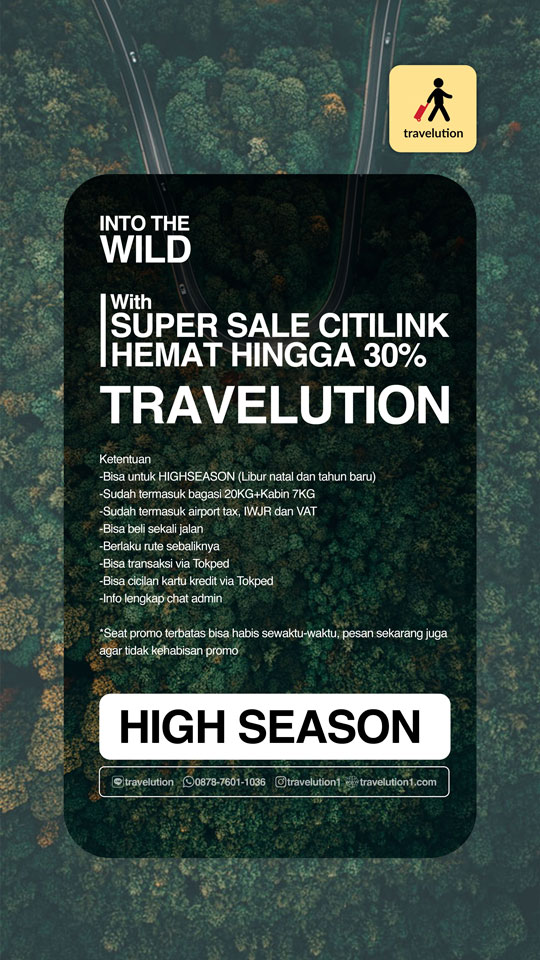 travelution
INTO THE
WILD
With
SUPER SALE CITILINK
HEMAT HINGGA 30%
TRAVELUTION
Ketentuan
-Bisa untuk HIGHSEASON (Libur natal dan tahun baru)
-Sudah termasuk bagasi 20KG+Kabin 7KG
-Sudah termasuk airport tax, IWJR dan VAT
-Bisa beli sekali jalan
-Berlaku rute sebaliknya
-Bisa transaksi via Tokped
-Bisa cicilan kartu kredit via Tokped
-Info lengkap chat admin
*Seat promo terbatas bisa habis sewaktu-waktu, pesan sekarang juga
agar tidak kehabisan promo
HIGH SEASON
travelution 0878-7601-1036 travelution1 travelution1.com